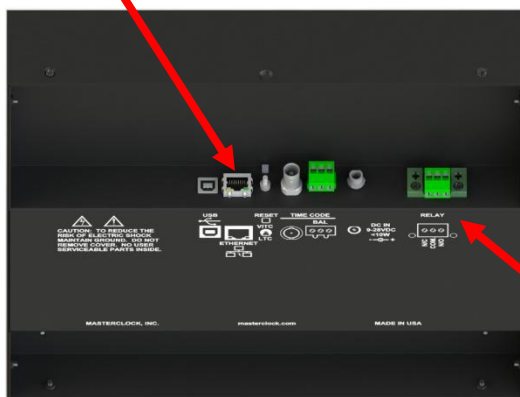 CAUTION: TO REDUCE THE
RISK OF ELECTRIC SHOCK
MAINTAIN GROUND. DO NOT
REMOVE COVER. NO USER
SERVICEABLE PARTS INSIDE.
USB
ETHERNET
RESET
VITC
LTC
TIME CODE
BAL
DC IN
9-28VDC
<10W
RELAY
NC
COM
NO
MASTERCLOCK, INC.
masterclock.com
MADE IN USA